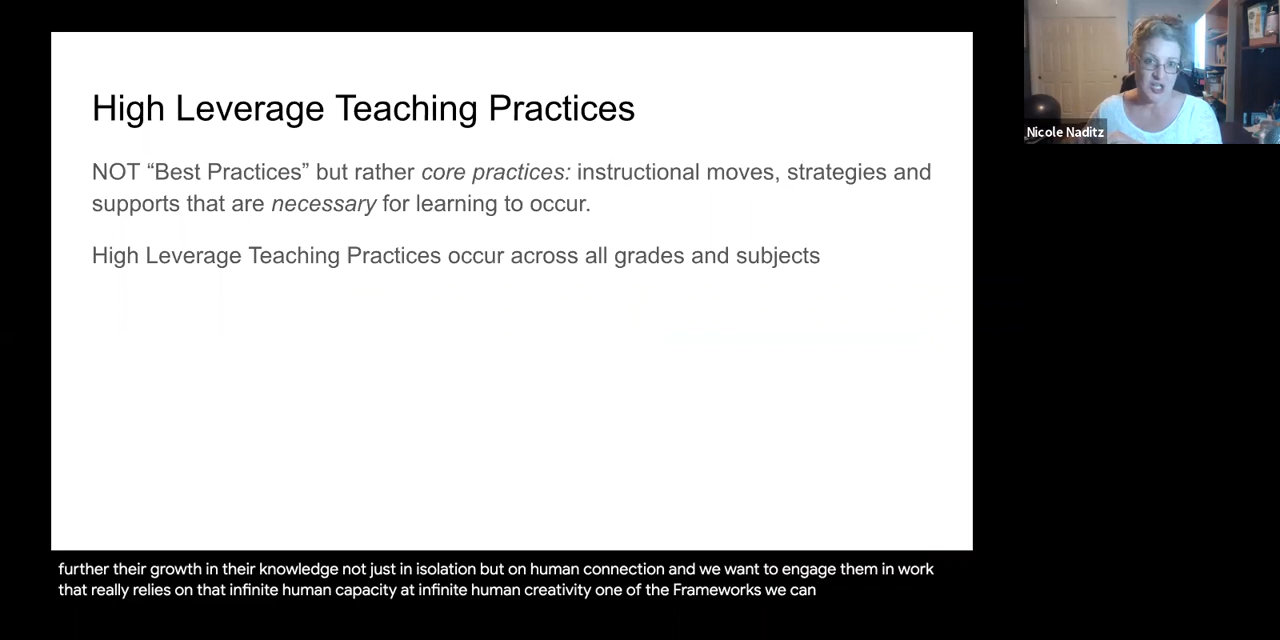 High Leverage Teaching Practices
NOT “Best Practices” but rather core practices: instructional moves, strategies and
supports that are necessary for learning to occur.
High Leverage Teaching Practices occur across all grades and subjects
Nicole Naditz
further their growth in their knowledge not just in isolation but on human connection and we want to engage them in work
that really relies on that infinite human capacity at infinite human creativity one of the Frameworks we can